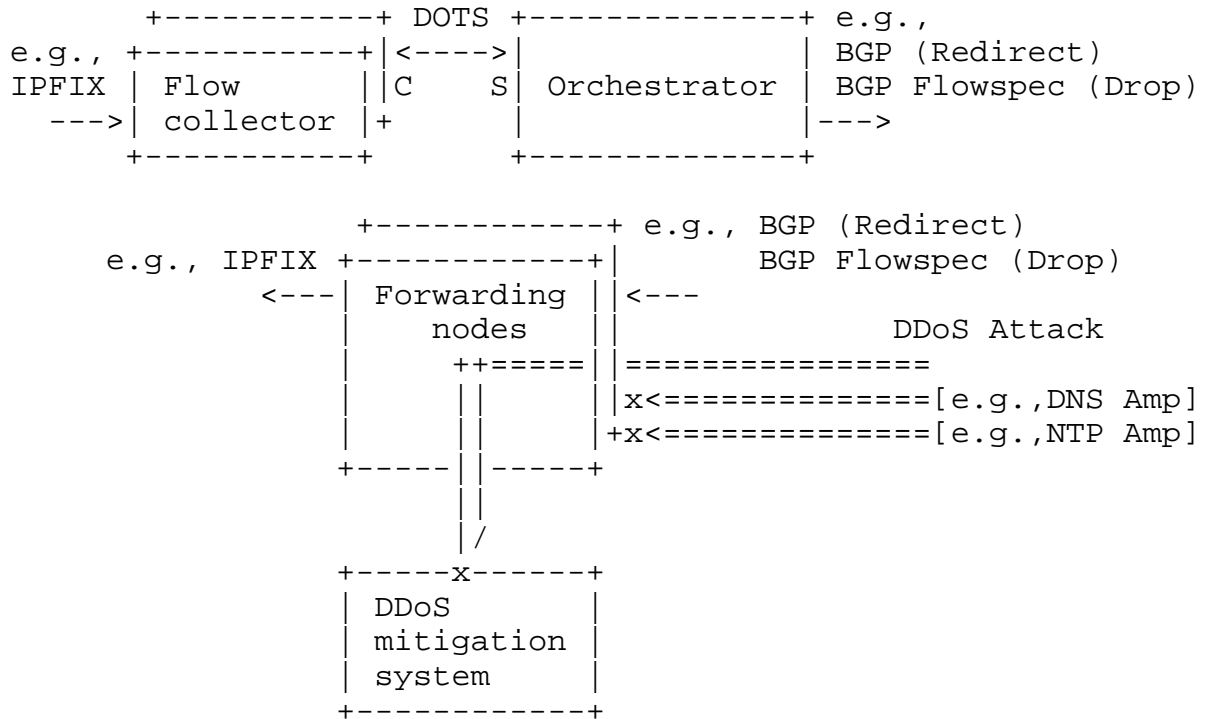 DOTS e.g.,
e.g., <----> BGP (Redirect)
IPFIX Flow C S Orchestrator BGP Flowspec (Drop)
---> collector --->
e.g., BGP (Redirect)
e.g., IPFIX BGP Flowspec (Drop)
<--- Forwarding <---
nodes DDoS Attack
x<==============[e.g.,DNS Amp]
x<==============[e.g.,NTP Amp]
x
DDoS
mitigation
system